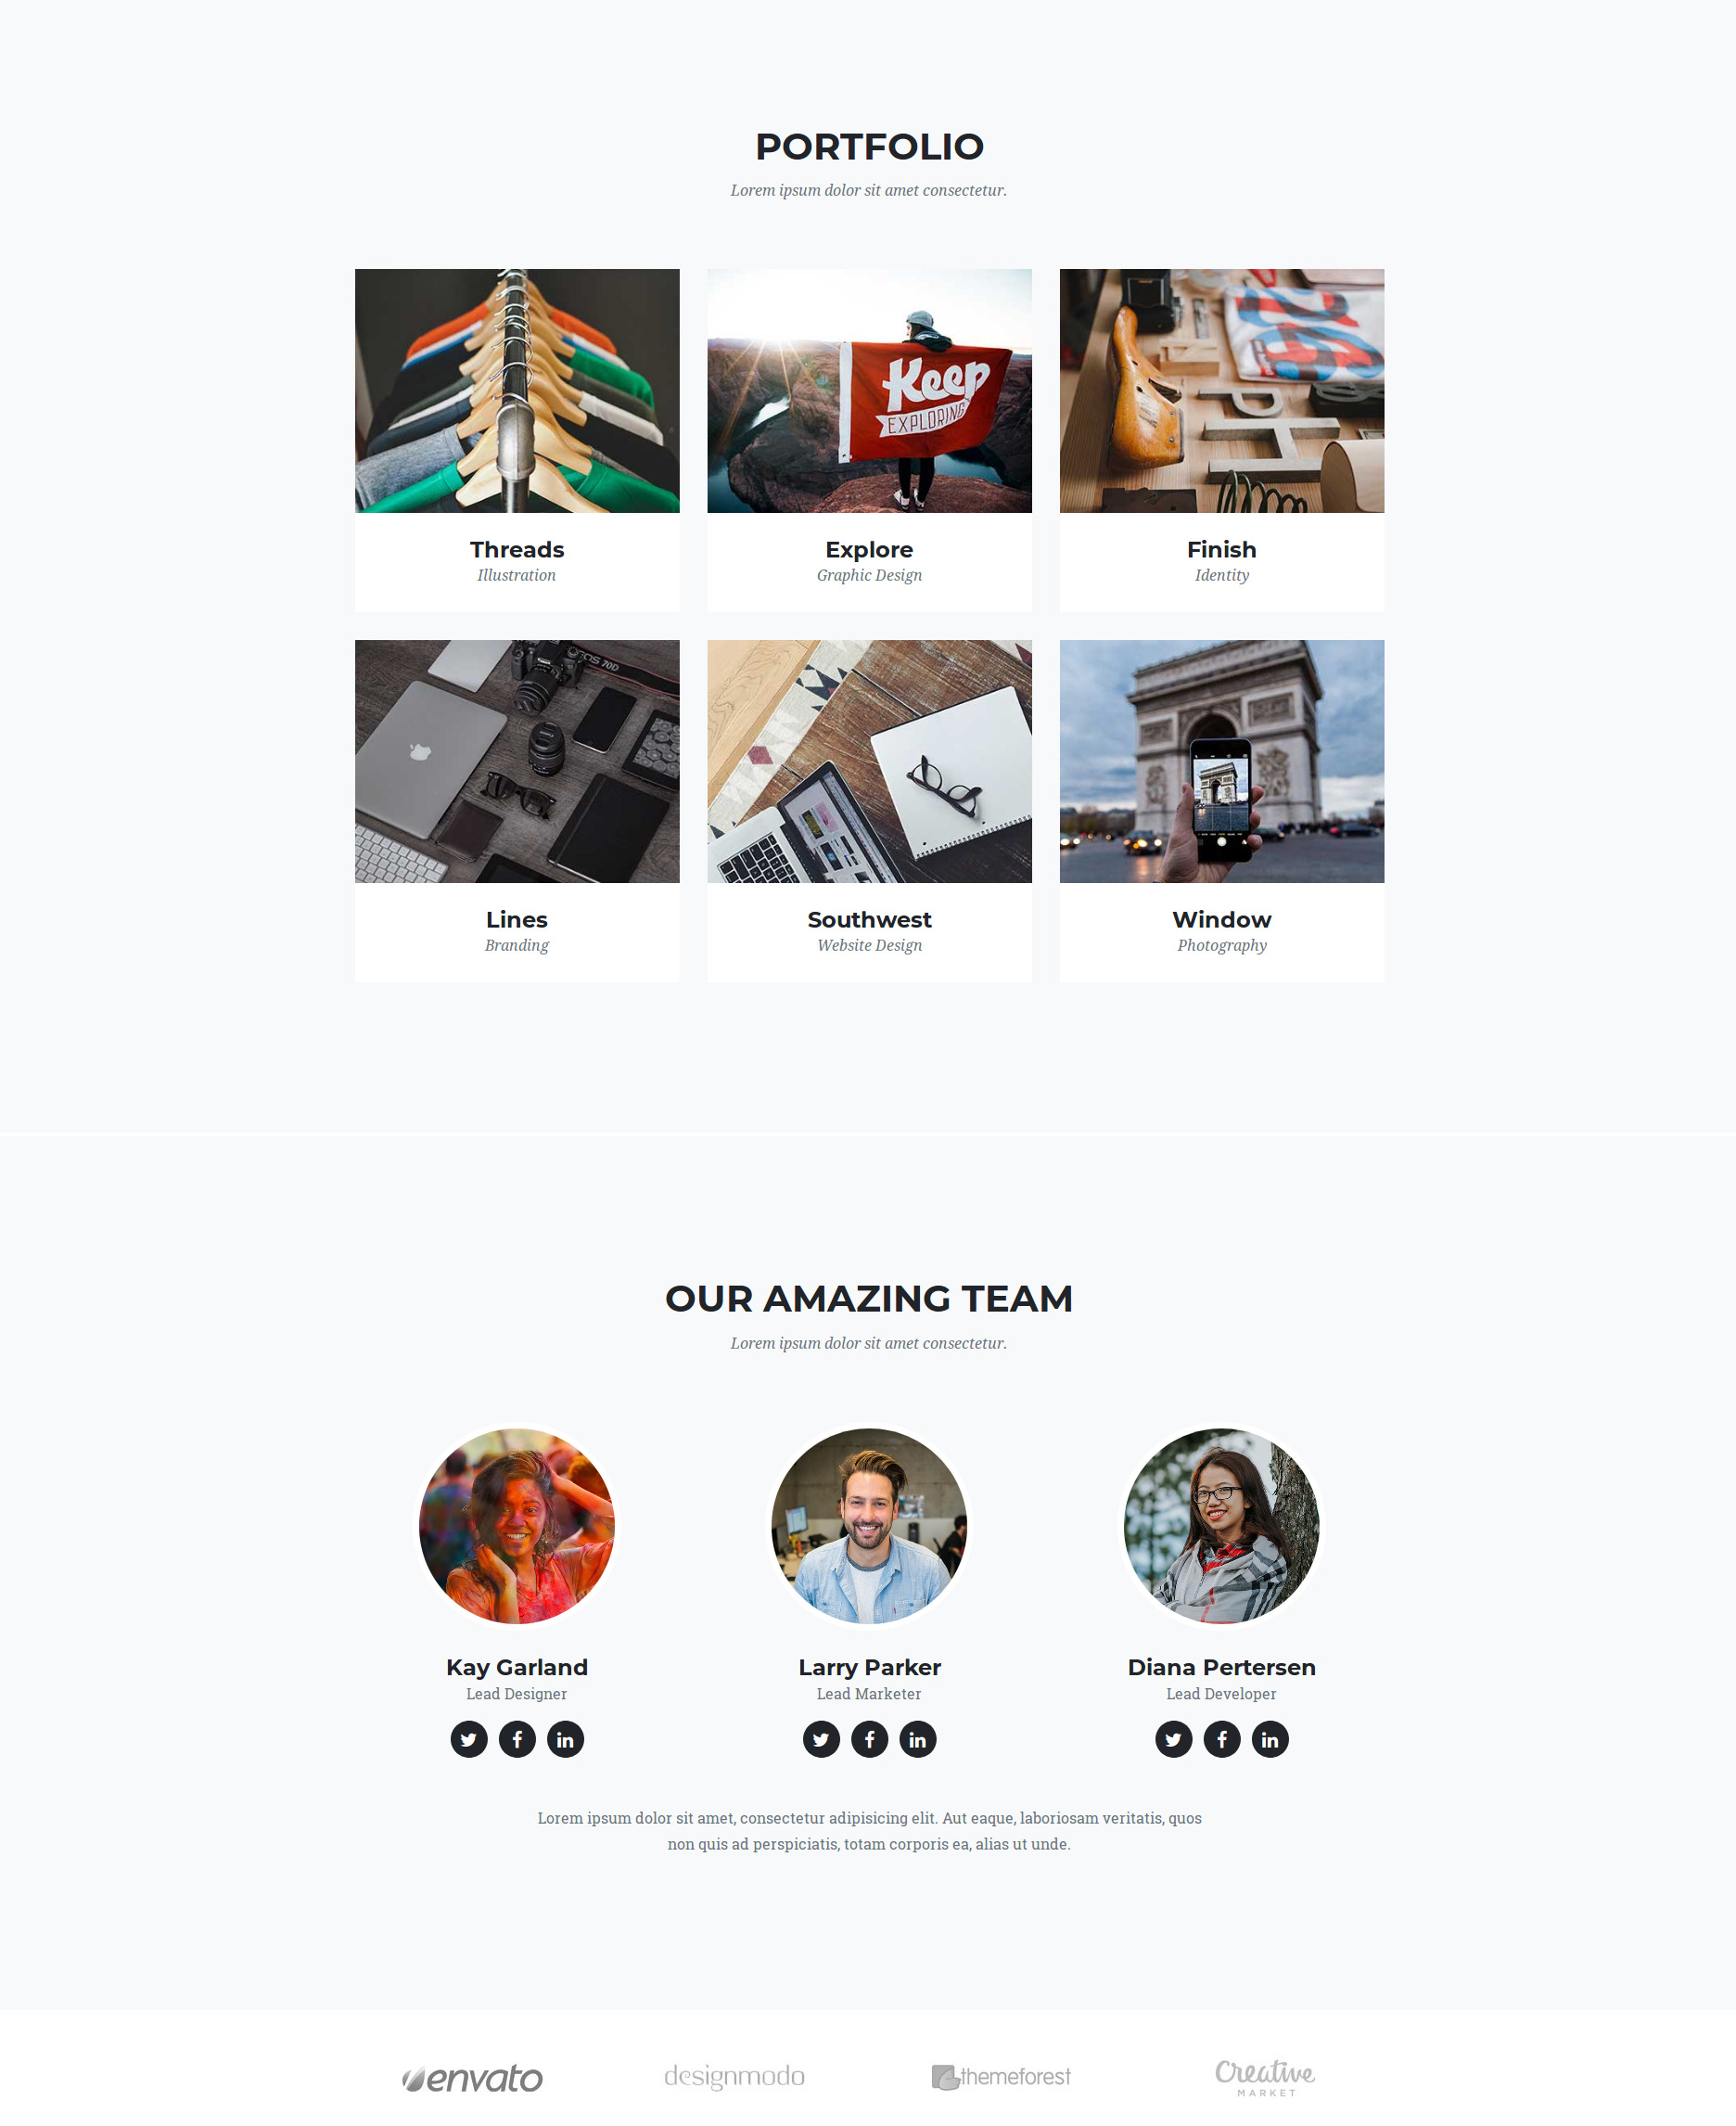 PORTFOLIO
Lorem ipsum dolor sit amet consectetur.
Keep
EXPLORING
Threads
Illustration
Explore
Graphic Design
Finish
Identity
EOS 70D
Lines
Branding
Southwest
Website Design
Window
Photography
OUR AMAZING TEAM
Lorem ipsum dolor sit amet consectetur.
Kay Garland
Lead Designer
Larry Parker
Lead Marketer
Diana Pertersen
Lead Developer
Lorem ipsum dolor sit amet, consectetur adipisicing elit. Aut eaque, laboriosam veritatis, quos
non quis ad perspiciatis, totam corporis ea, alias ut unde.
envato
designmodo
themeforest
Creative
MARKET